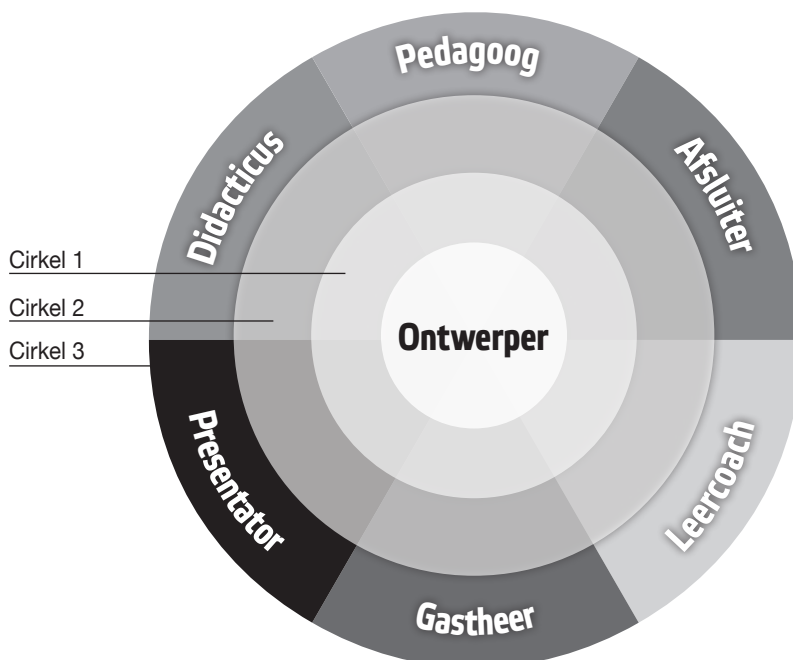 Pedagoog
Didacticus
Afsluiter
Cirkel 1
Cirkel 2
Ontwerper
Cirkel 3
Presentator
Leercoach
Gastheer